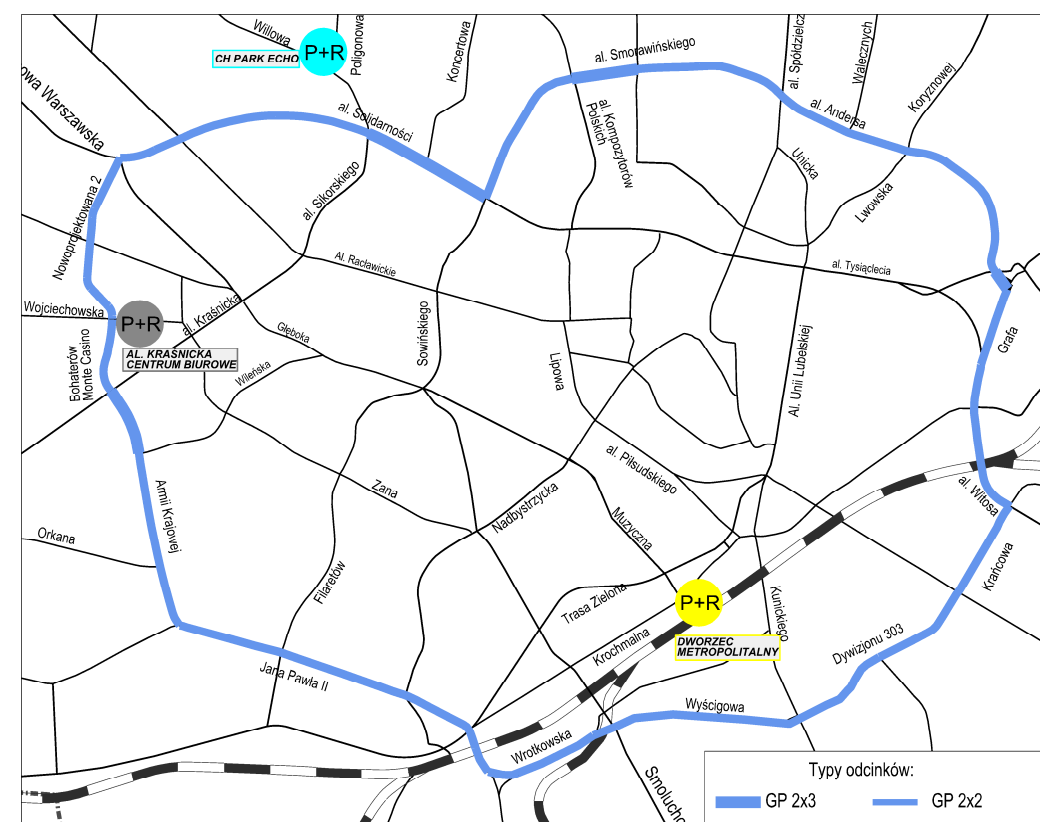 Willowa
P+R
Poligonowa
CH PARK ECHO
Koncertowa
al. Smorawińskiego
al. Spółdzielcz
Walecznych
Koryznowej
owa Warszawska
al. Solidarności
al. Kompozytorów
Polskich
al. Andersa
Unicka
Lwowska
Nowoprojektowana 2
al. Sikorskiego
Al. Racławickie
al. Tysiąclecia
Wojciechowska
P+R
al. Kraśnicka
AL. KRAŚNICKA
CENTRUM BIUROWE
Głęboka
Sowińskiego
Grafa
Bohaterów
Monte Casino
Wileńska
Lipowa
Al. Unii Lubelskiej
al. Piłsudskiego
Zana
Nadbystrzycka
al. Witosa
Armii Krajowej
Muzyczna
Orkana
Filaretów
Trasa Zielona
P+R
Kunickiego
Krańcowa
Krochmalna
DWORZEC
METROPOLITALNY
Dywizjonu 303
Jana Pawła II
Wyścigowa
Wrotkowska
Smolucho
Typy odcinków:
GP 2x3
GP 2x2